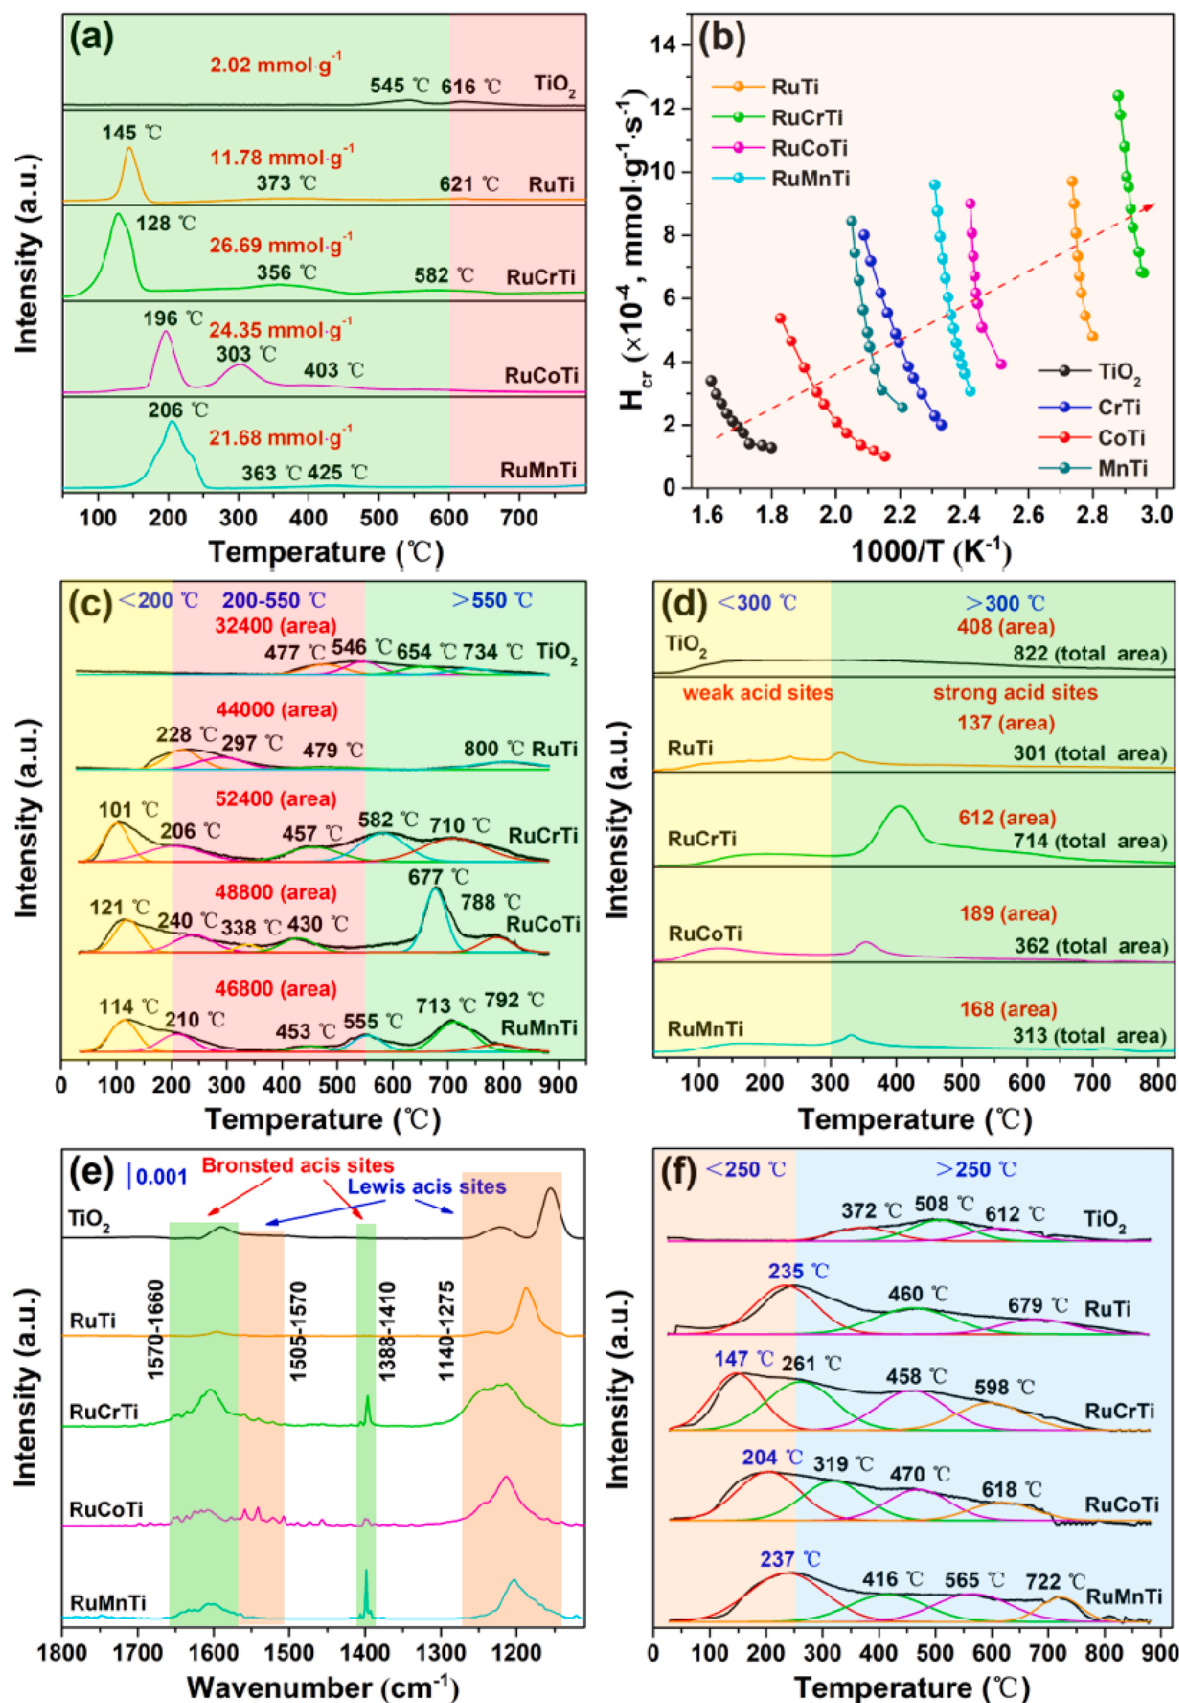 (a)
2.02 mmol·g⁻¹
545 ℃ 616 ℃
TiO₂
145 ℃
11.78 mmol·g⁻¹
373 ℃ 621 ℃
RuTi
128 ℃
26.69 mmol·g⁻¹
356 ℃ 582 ℃
RuCrTi
196 ℃
24.35 mmol·g⁻¹
303 ℃
403 ℃
RuCoTi
206 ℃
21.68 mmol·g⁻¹
363 ℃ 425 ℃
RuMnTi
Intensity (a.u.)
100 200 300 400 500 600 700
Temperature (℃)
(b)
RuTi
RuCrTi
RuCoTi
RuMnTi
TiO₂
CrTi
CoTi
MnTi
H_cr (×10⁻⁴, mmol·g⁻¹·s⁻¹)
14
12
10
8
6
4
2
0
1.6 1.8 2.0 2.2 2.4 2.6 2.8 3.0
1000/T (K⁻¹)
(c)
<200 ℃ 200-550 ℃ >550 ℃
32400 (area)
477 ℃ 546 ℃ 654 ℃ 734 ℃
TiO₂
44000 (area)
228 ℃ 297 ℃ 479 ℃ 800 ℃
RuTi
52400 (area)
101 ℃ 206 ℃ 457 ℃ 582 ℃ 710 ℃
RuCrTi
48800 (area)
121 ℃ 240 ℃ 338 ℃ 430 ℃ 677 ℃ 788 ℃
RuCoTi
46800 (area)
114 ℃ 210 ℃ 453 ℃ 555 ℃ 713 ℃ 792 ℃
RuMnTi
Intensity (a.u.)
0 100 200 300 400 500 600 700 800 900
Temperature (℃)
(d)
<300 ℃ >300 ℃
408 (area)
TiO₂
822 (total area)
weak acid sites strong acid sites
137 (area)
RuTi
301 (total area)
612 (area)
RuCrTi
714 (total area)
189 (area)
RuCoTi
362 (total area)
168 (area)
RuMnTi
313 (total area)
Intensity (a.u.)
100 200 300 400 500 600 700 800
Temperature (℃)
(e)
0.001
Bronsted acis sites
Lewis acis sites
TiO₂
RuTi
RuCrTi
RuCoTi
RuMnTi
1570-1660
1505-1570
1388-1410
1140-1275
Intensity (a.u.)
1800 1700 1600 1500 1400 1300 1200
Wavenumber (cm⁻¹)
(f)
<250 ℃ >250 ℃
372 ℃ 508 ℃ 612 ℃
TiO₂
235 ℃ 460 ℃ 679 ℃
RuTi
147 ℃ 261 ℃ 458 ℃ 598 ℃
RuCrTi
204 ℃ 319 ℃ 470 ℃ 618 ℃
RuCoTi
237 ℃ 416 ℃ 565 ℃ 722 ℃
RuMnTi
Intensity (a.u.)
0 100 200 300 400 500 600 700 800 900
Temperature (℃)